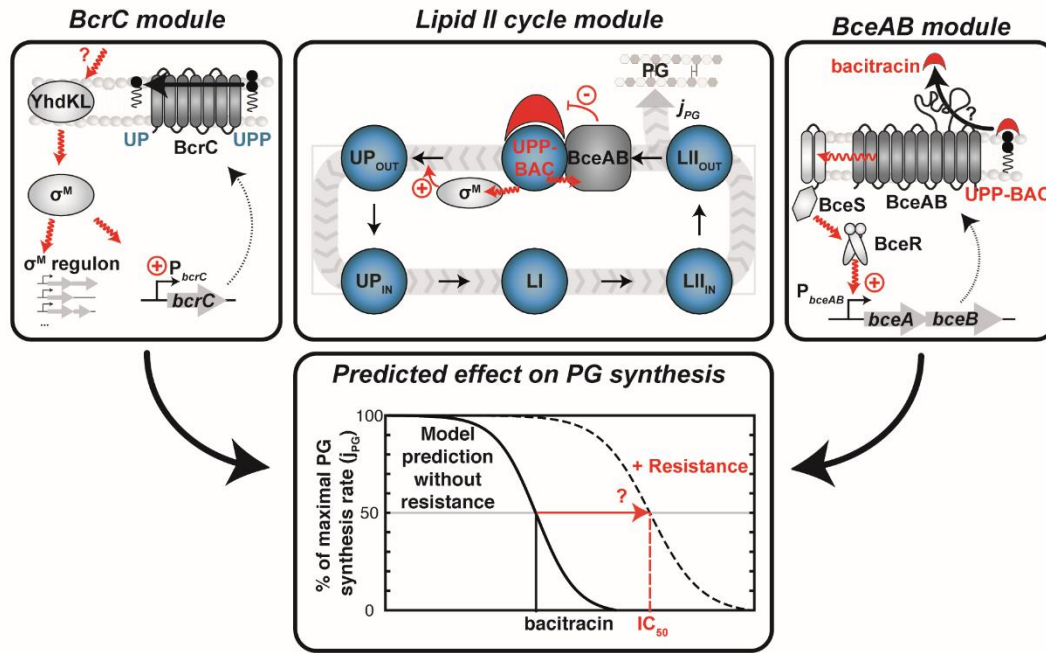 BcrC module
?
YhdKL
UP
UPP
BcrC
σM
σM regulon
...
+
PbcrC
bcrC
Lipid II cycle module
PG
jPG
-
UPOUT
UPP-
BAC
BceAB
LIIOUT
+
σM
UPIN
LI
LIIIN
BceAB module
bacitracin
?
UPP-BAC
BceS
BceAB
BceR
+
PbceAB
bceA
bceB
Predicted effect on PG synthesis
% of maximal PG
synthesis rate (jPG)
100
50
0
Model
prediction
without
resistance
+ Resistance
?
bacitracin
IC50